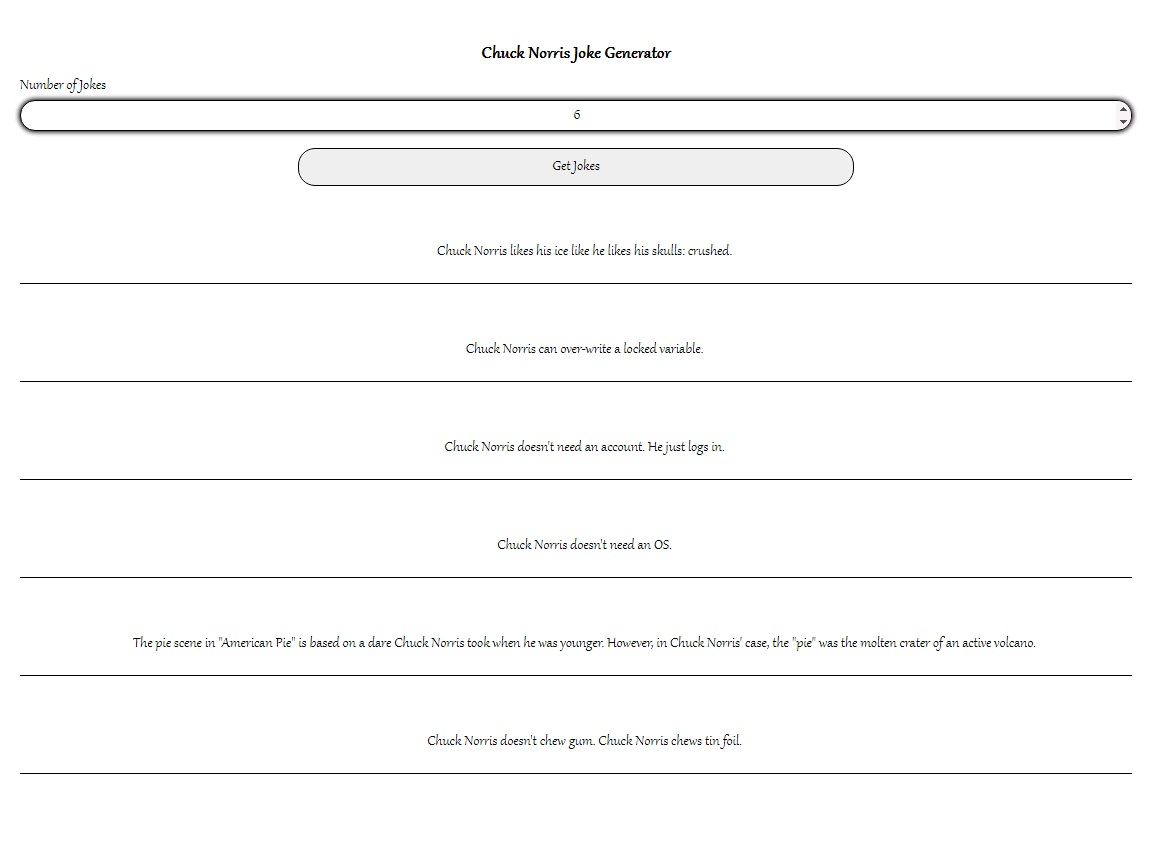 Chuck Norris Joke Generator
Number of Jokes
6
Get Jokes
Chuck Norris likes his ice like he likes his skulls: crushed.
Chuck Norris can over-write a locked variable.
Chuck Norris doesn't need an account. He just logs in.
Chuck Norris doesn't need an OS.
The pie scene in "American Pie" is based on a dare Chuck Norris took when he was younger. However, in Chuck Norris' case, the "pie" was the molten crater of an active volcano.
Chuck Norris doesn't chew gum. Chuck Norris chews tin foil.